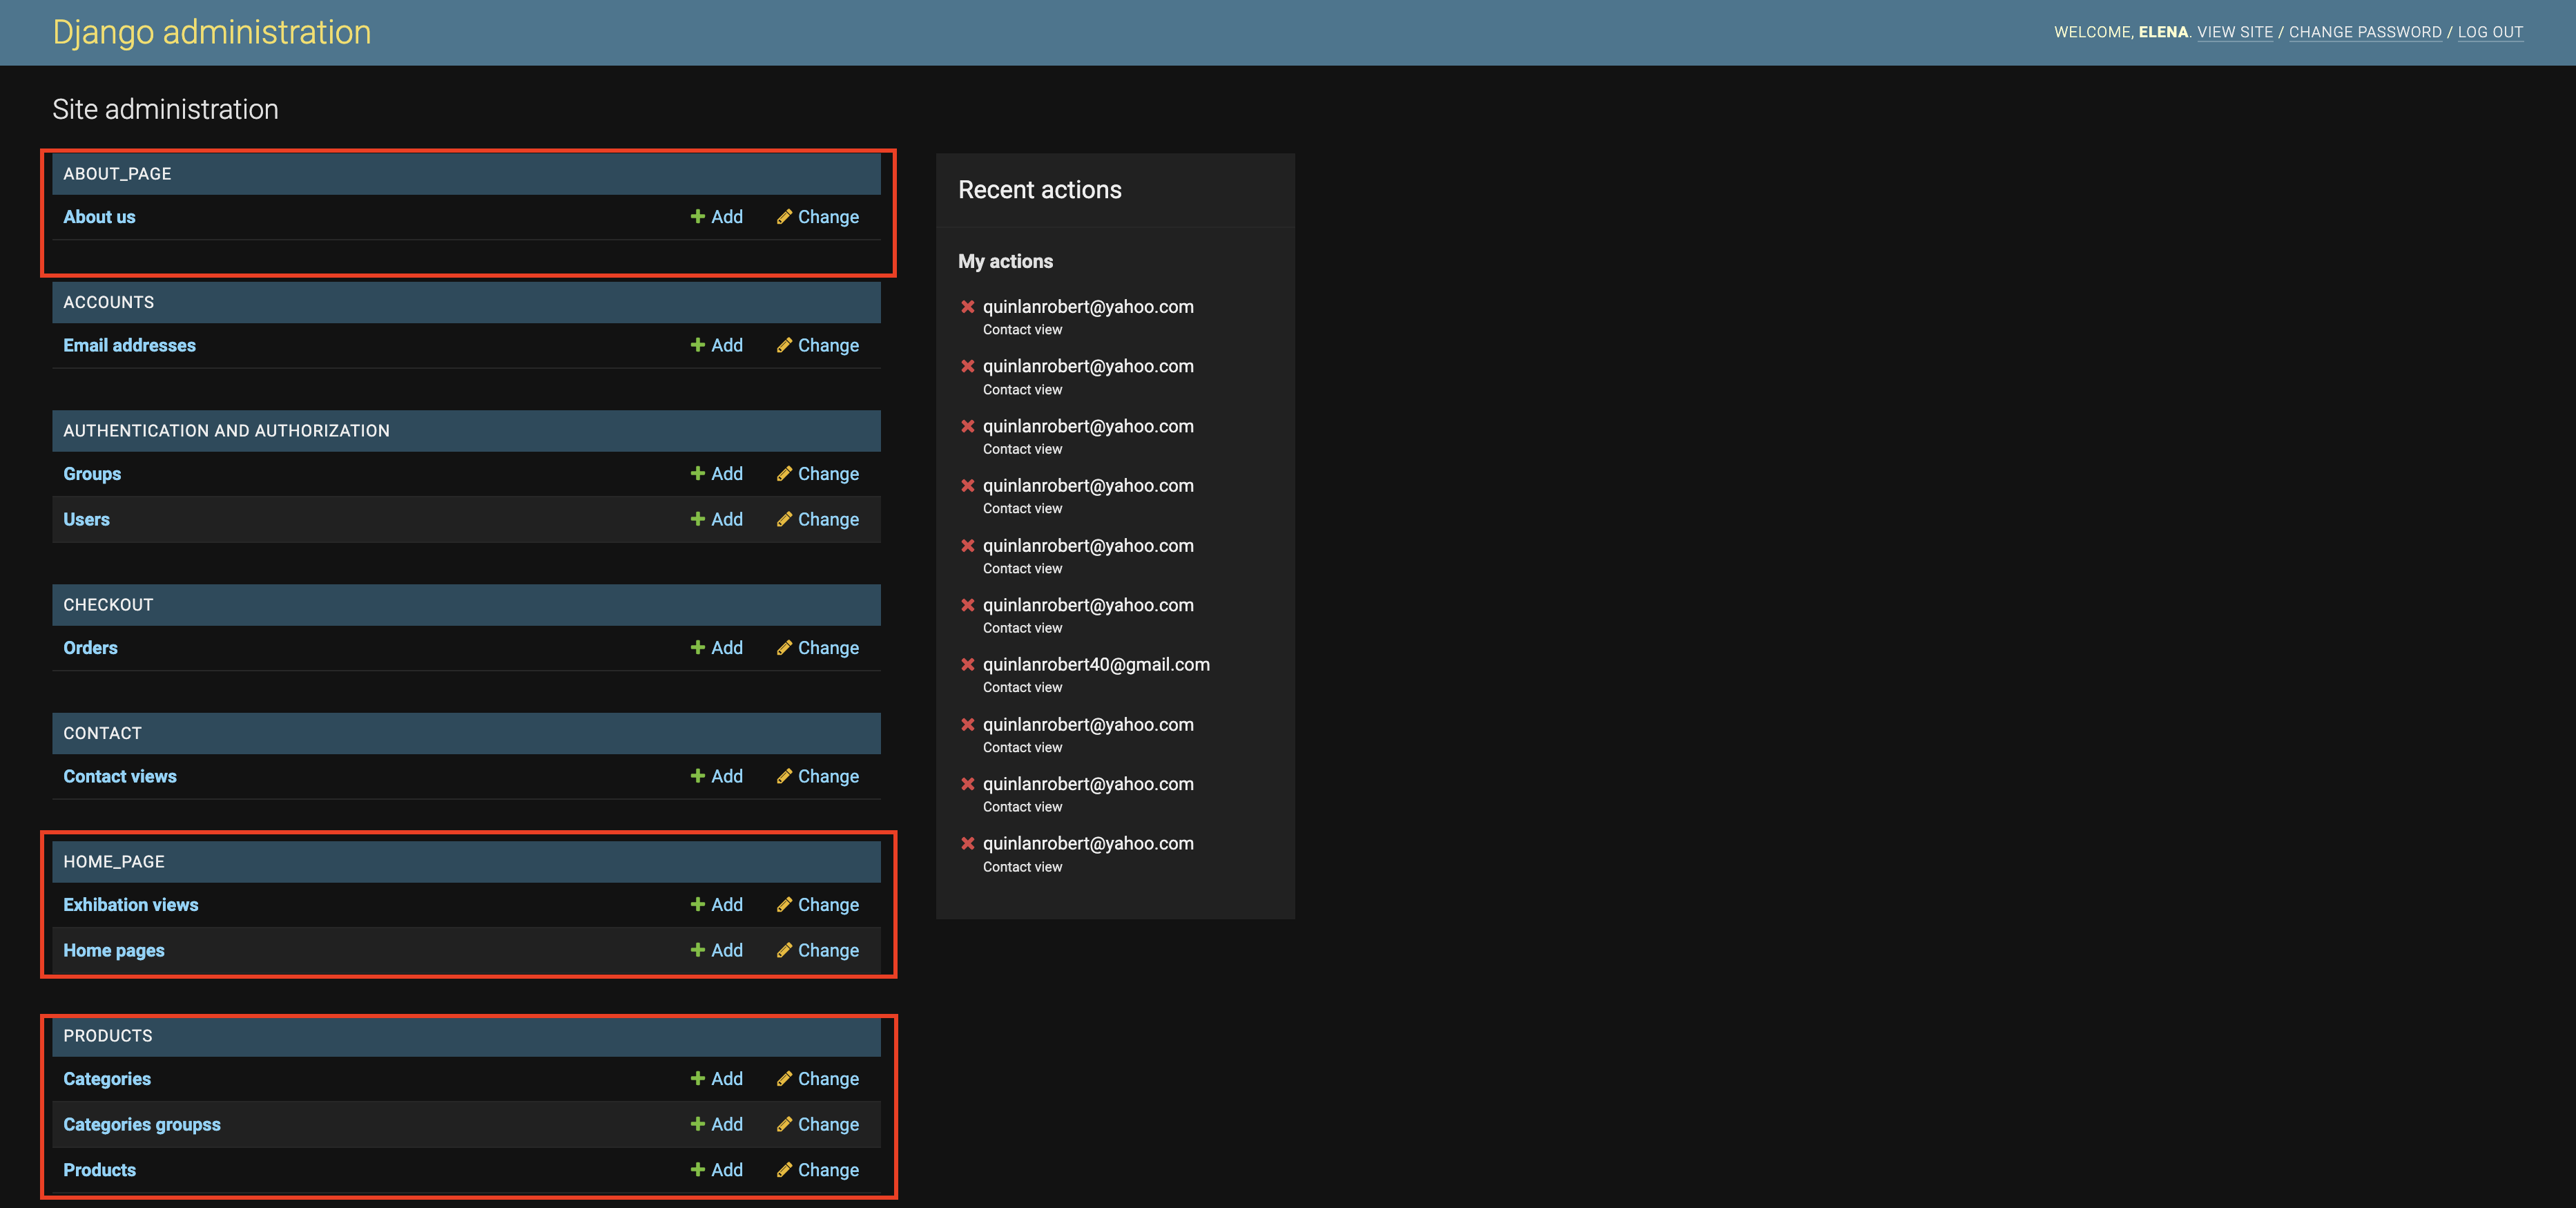 Django administration
WELCOME, ELENA. VIEW SITE / CHANGE PASSWORD / LOG OUT
Site administration
ABOUT_PAGE
About us Add Change
ACCOUNTS
Email addresses Add Change
AUTHENTICATION AND AUTHORIZATION
Groups Add Change
Users Add Change
CHECKOUT
Orders Add Change
CONTACT
Contact views Add Change
HOME_PAGE
Exhibation views Add Change
Home pages Add Change
PRODUCTS
Categories Add Change
Categories groupss Add Change
Products Add Change
Recent actions
My actions
quinlanrobert@yahoo.com
Contact view
quinlanrobert@yahoo.com
Contact view
quinlanrobert@yahoo.com
Contact view
quinlanrobert@yahoo.com
Contact view
quinlanrobert@yahoo.com
Contact view
quinlanrobert@yahoo.com
Contact view
quinlanrobert40@gmail.com
Contact view
quinlanrobert@yahoo.com
Contact view
quinlanrobert@yahoo.com
Contact view
quinlanrobert@yahoo.com
Contact view